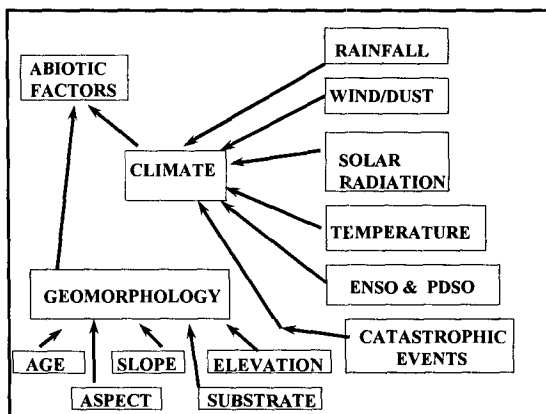 ABIOTIC
FACTORS
RAINFALL
WIND/DUST
CLIMATE
SOLAR
RADIATION
TEMPERATURE
GEOMORPHOLOGY
ENSO & PDSO
CATASTROPHIC
EVENTS
AGE
SLOPE
ELEVATION
ASPECT
SUBSTRATE